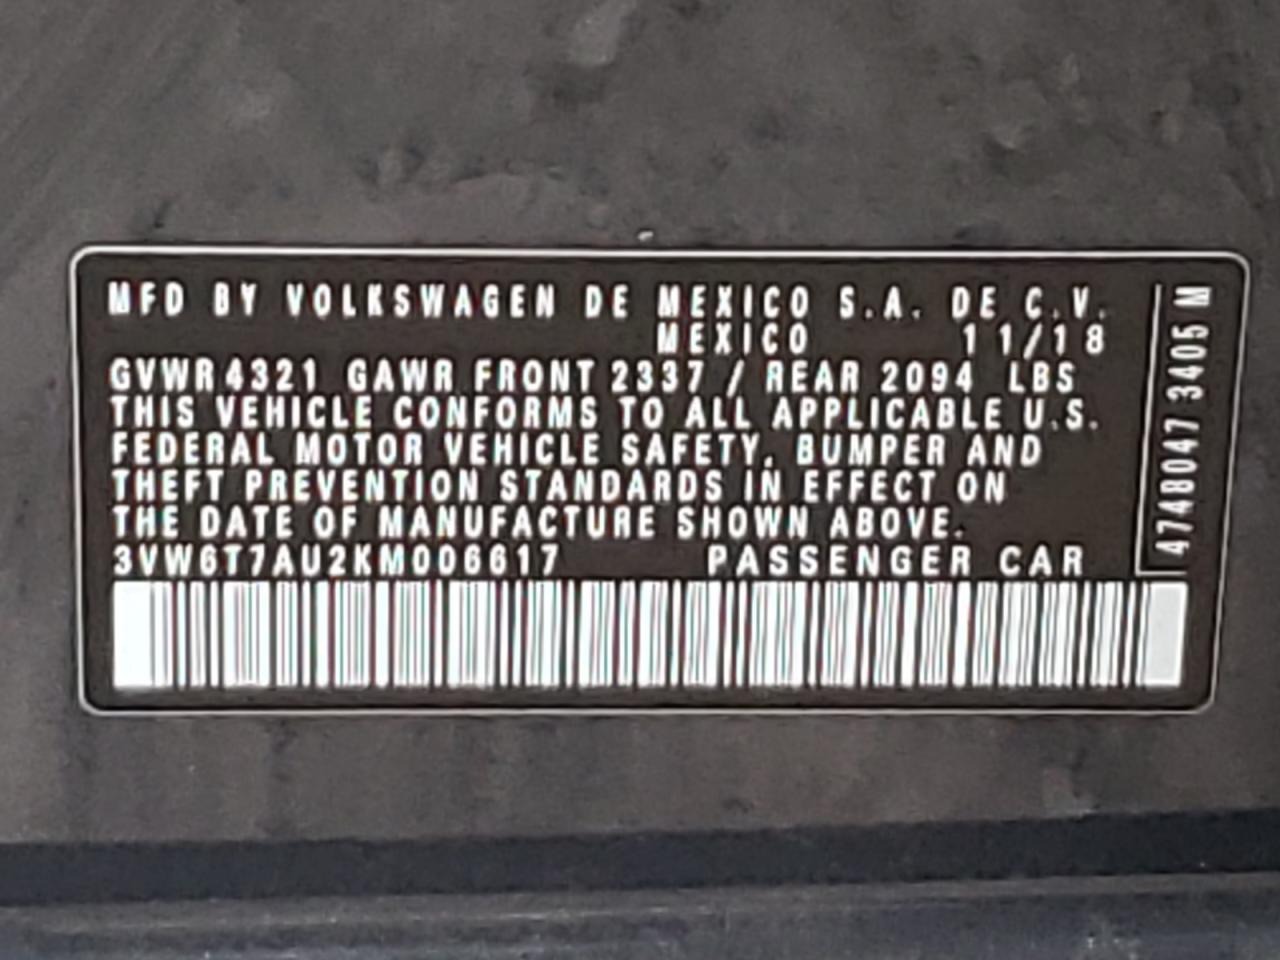 MFD BY VOLKSWAGEN DE MEXICO S.A. DE C.V.
MEXICO 11/18
GVWR 4321 GAWR FRONT 2337 / REAR 2094 LBS
THIS VEHICLE CONFORMS TO ALL APPLICABLE U.S.
FEDERAL MOTOR VEHICLE SAFETY, BUMPER AND
THEFT PREVENTION STANDARDS IN EFFECT ON
THE DATE OF MANUFACTURE SHOWN ABOVE.
3VW6T7AU2KM006617 PASSENGER CAR
4748047 3405 M